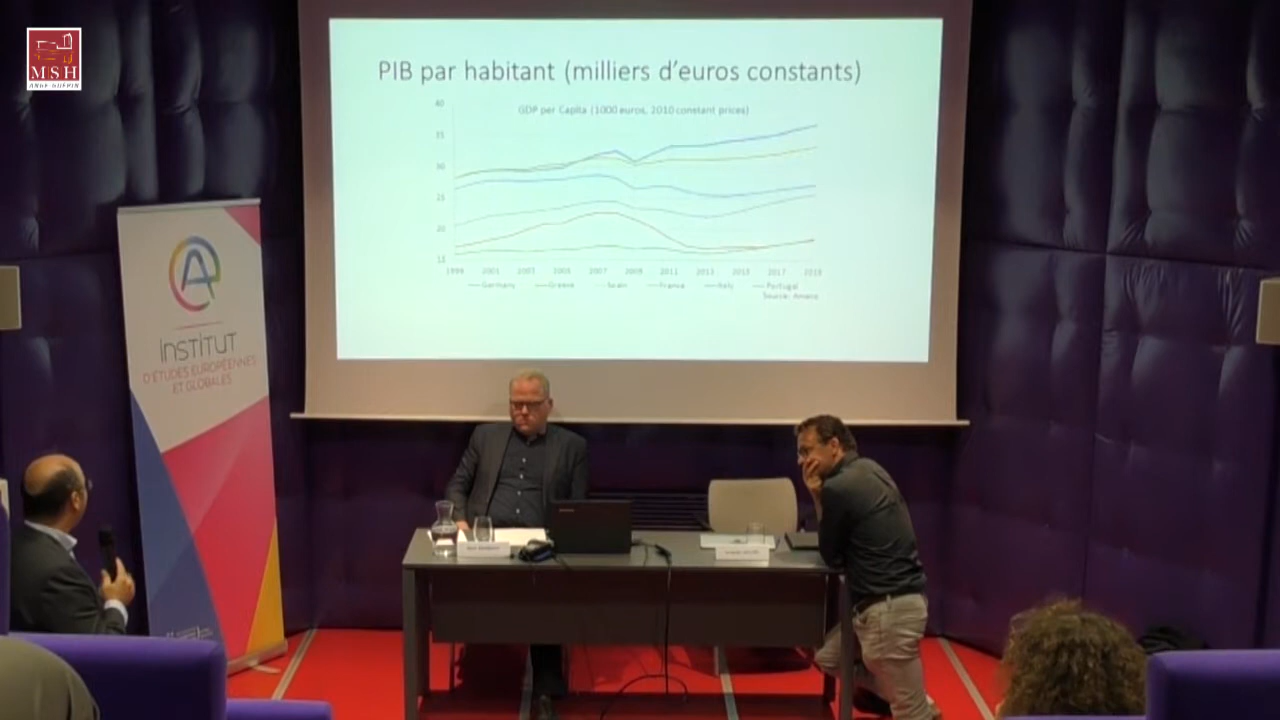 MSH
ANGE-GUÉPIN
PIB par habitant (milliers d'euros constants)
GDP per Capita (1000 euros, 2010 constant prices)
40
35
30
25
20
15
1999 2001 2003 2005 2007 2009 2011 2013 2015 2017 2019
Germany Greece Spain France Italy Portugal
Source: Ameco
A
INSTITUT
D'ÉTUDES EUROPÉENNES
ET GLOBALES